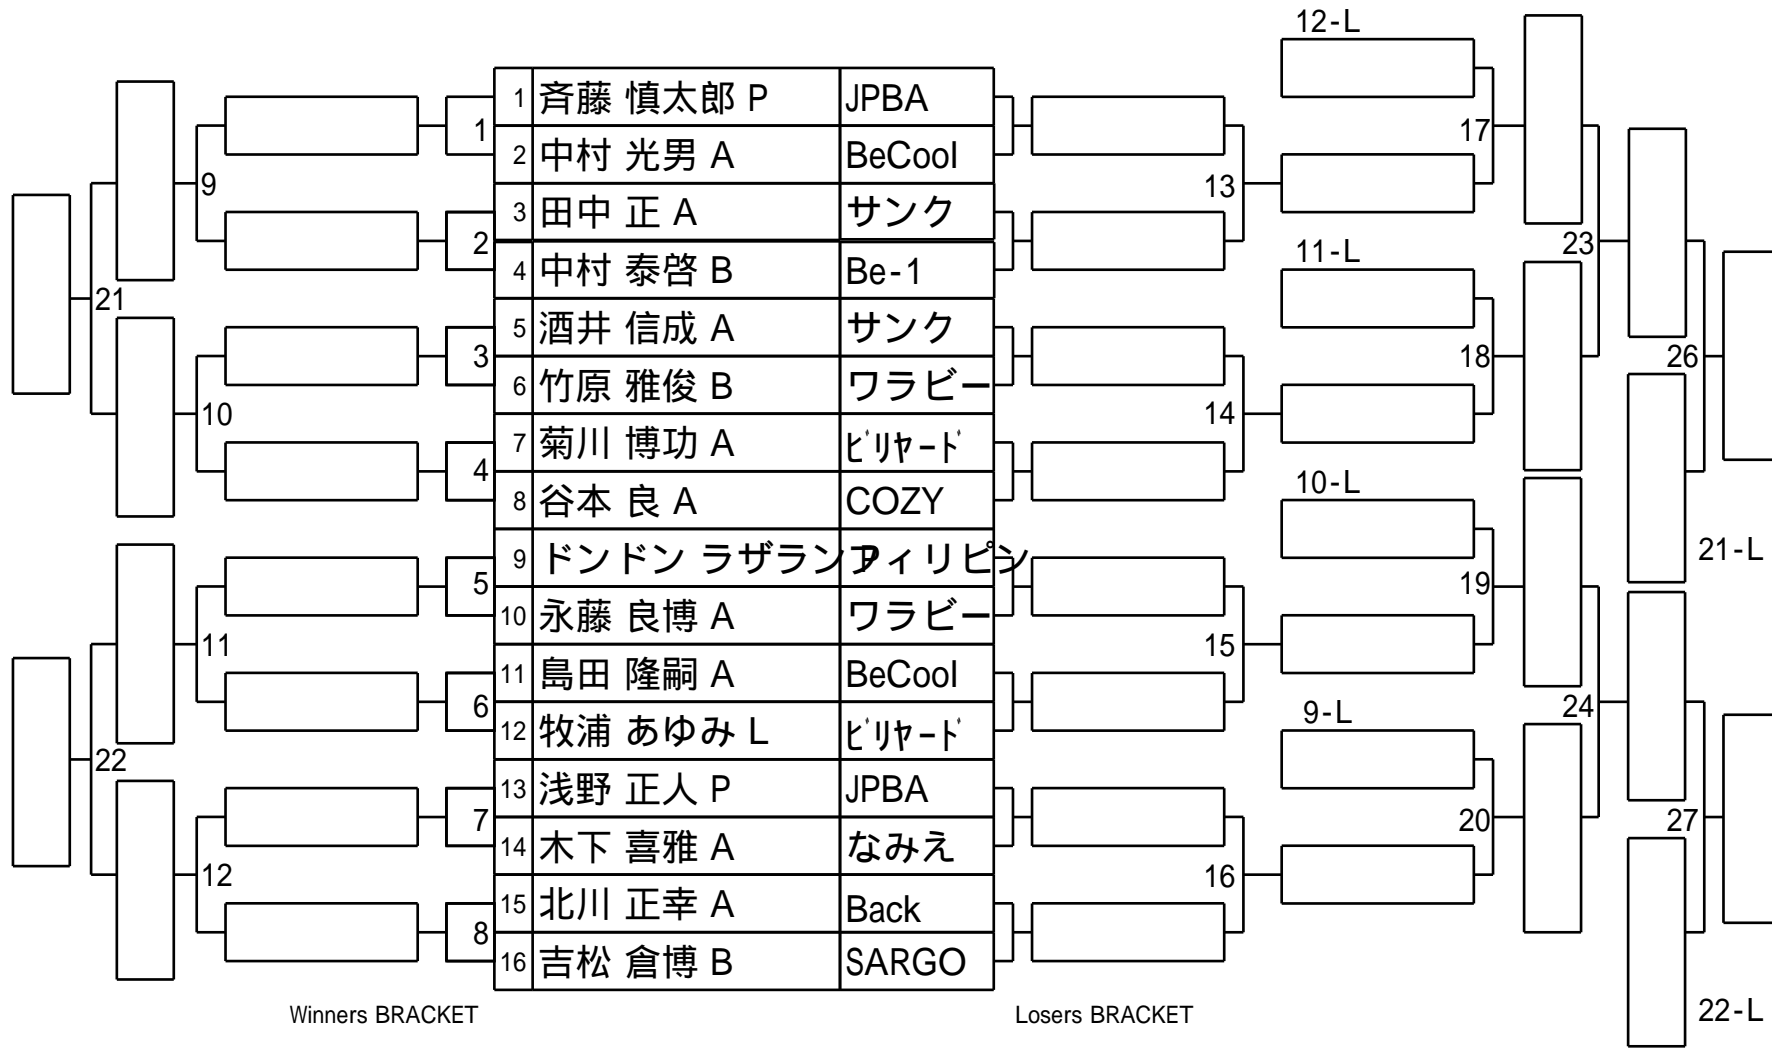 12-L
1 斉藤 慎太郎 P JPBA
1
17
2 中村 光男 A BeCool
9
13
3 田中 正 A サンク
2
23
11-L
4 中村 泰啓 B Be-1
21
5 酒井 信成 A サンク
3
18
26
6 竹原 雅俊 B ワラビー
10
14
7 菊川 博功 A ﾋﾞﾘﾔｰﾄﾞ
4
10-L
8 谷本 良 A COZY
9 ドンドン ラザラン フィリピン
21-L
5
19
10 永藤 良博 A ワラビー
11
15
11 島田 隆嗣 A BeCool
6
24
9-L
12 牧浦 あゆみ L ﾋﾞﾘﾔｰﾄﾞ
22
13 浅野 正人 P JPBA
7
20
27
14 木下 喜雅 A なみえ
12
16
15 北川 正幸 A Back
8
16 吉松 倉博 B SARGO
Winners BRACKET
Losers BRACKET
22-L